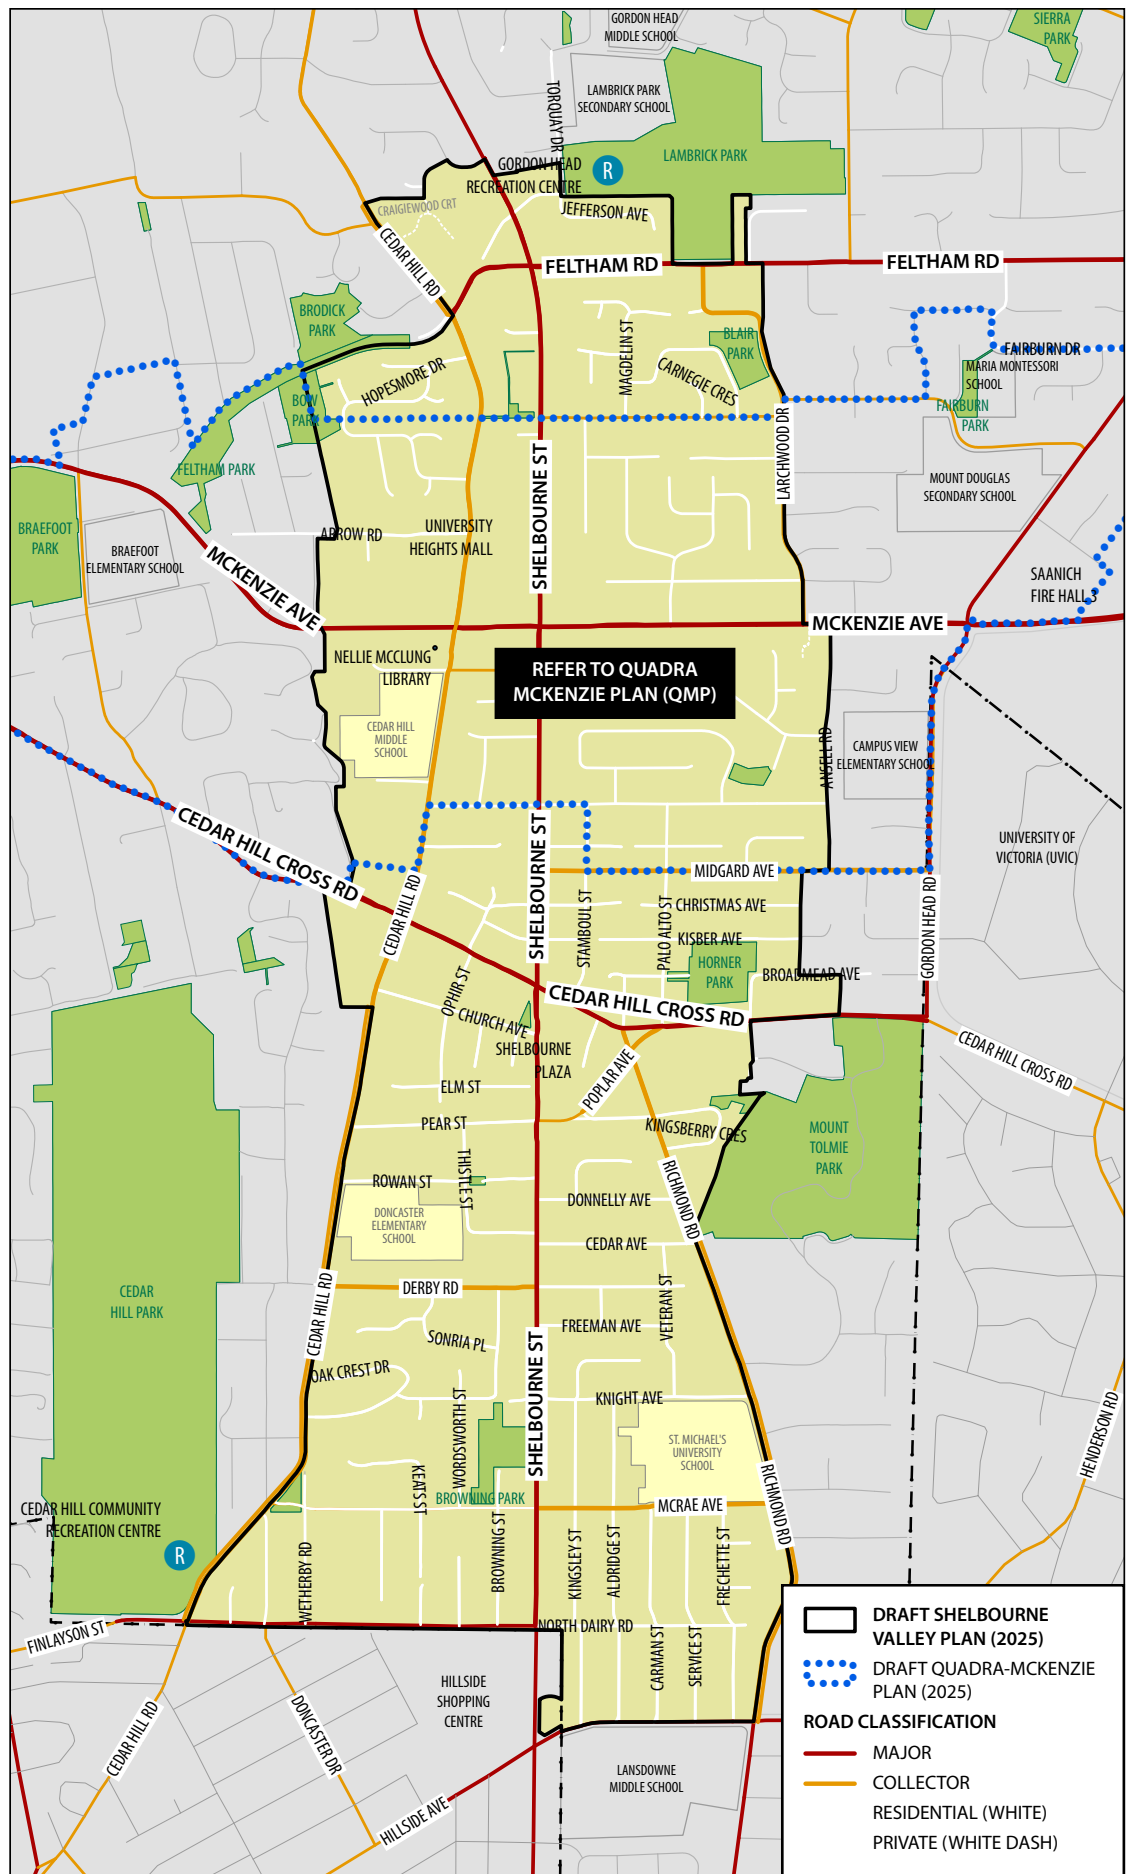 GORDON HEAD
MIDDLE SCHOOL
SIERRA
PARK
TORQUAY DR
LAMBRICK PARK
SECONDARY SCHOOL
LAMBRICK PARK
GORDON HEAD
RECREATION CENTRE
R
CRAIGIEWOOD CRT
JEFFERSON AVE
CEDAR HILL RD
FELTHAM RD
FELTHAM RD
BRODICK
PARK
MAGDELIN ST
BLAIR
PARK
FAIRBURN DR
MARIA MONTESSORI
SCHOOL
HOPESMORE DR
CARNEGIE CRES
BOW
PARK
FAIRBURN
PARK
LARCHWOOD DR
FELTHAM PARK
SHELBOURNE ST
MOUNT DOUGLAS
SECONDARY SCHOOL
BRAEFOOT
PARK
BRAEFOOT
ELEMENTARY SCHOOL
ARROW RD
UNIVERSITY
HEIGHTS MALL
MCKENZIE AVE
SAANICH
FIRE HALL 3
MCKENZIE AVE
NELLIE MCCLUNG
LIBRARY
REFER TO QUADRA
MCKENZIE PLAN (QMP)
CEDAR HILL
MIDDLE
SCHOOL
ANSELL RD
CAMPUS VIEW
ELEMENTARY SCHOOL
CEDAR HILL CROSS RD
SHELBOURNE ST
UNIVERSITY OF
VICTORIA (UVIC)
MIDGARD AVE
CEDAR HILL RD
STAMBOUL ST
PALO ALTO ST
CHRISTMAS AVE
GORDON HEAD RD
KISBER AVE
HORNER
PARK
BROADMEAD AVE
OPHIR ST
CEDAR HILL CROSS RD
CHURCH AVE
SHELBOURNE
PLAZA
CEDAR HILL CROSS RD
POPLAR AVE
ELM ST
PEAR ST
KINGSBERRY CRES
MOUNT
TOLMIE
PARK
THISTLE ST
ROWAN ST
RICHMOND RD
DONNELLY AVE
DONCASTER
ELEMENTARY
SCHOOL
CEDAR AVE
CEDAR
HILL PARK
CEDAR HILL RD
DERBY RD
VETERAN ST
FREEMAN AVE
SONRIA PL
SHELBOURNE ST
OAK CREST DR
WORDSWORTH ST
KNIGHT AVE
HENDERSON RD
ST. MICHAEL'S
UNIVERSITY
SCHOOL
KEATS ST
BROWNING PARK
RICHMOND RD
MCRAE AVE
CEDAR HILL COMMUNITY
RECREATION CENTRE
R
WETHERBY RD
BROWNING ST
KINGSLEY ST
ALDRIDGE ST
FRECHETTE ST
FINLAYSON ST
NORTH DAIRY RD
CARMAN ST
SERVICE ST
HILLSIDE
SHOPPING
CENTRE
CEDAR HILL RD
DONCASTER DR
HILLSIDE AVE
LANSDOWNE
MIDDLE SCHOOL
DRAFT SHELBOURNE
VALLEY PLAN (2025)
DRAFT QUADRA-MCKENZIE
PLAN (2025)
ROAD CLASSIFICATION
MAJOR
COLLECTOR
RESIDENTIAL (WHITE)
PRIVATE (WHITE DASH)